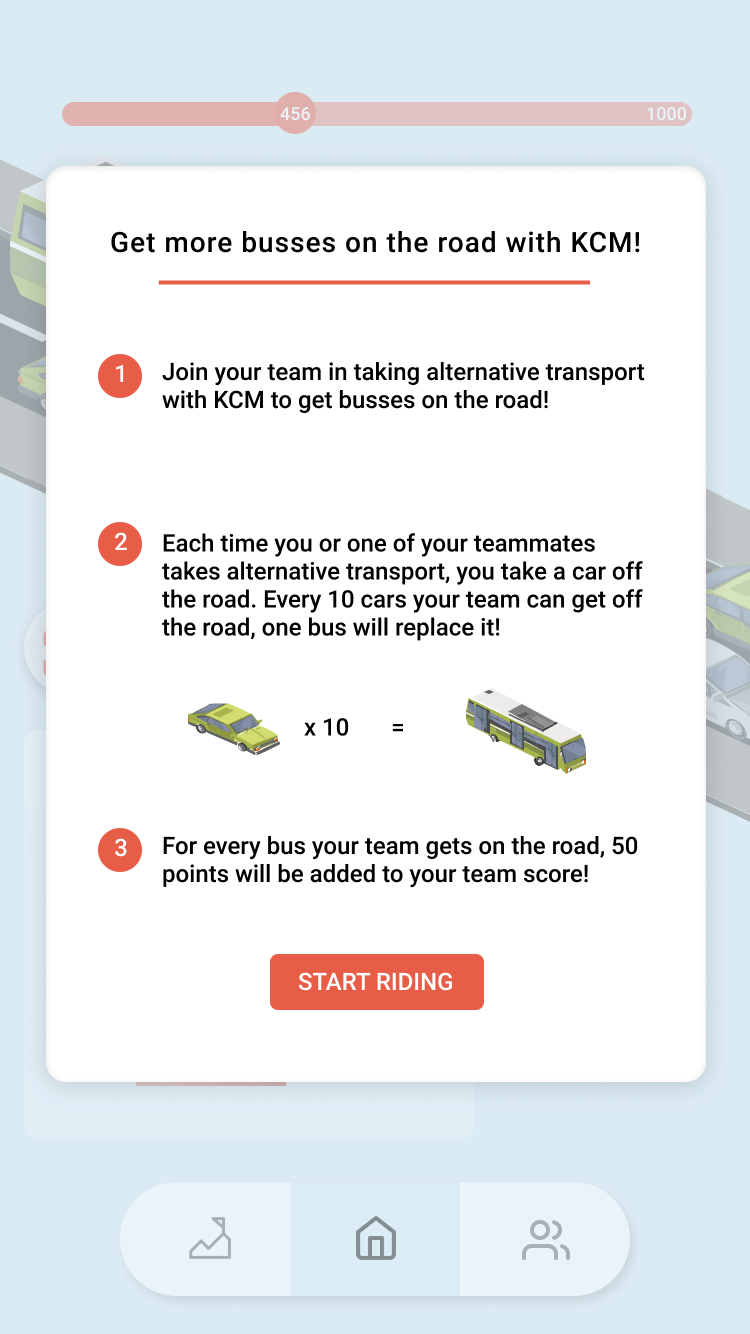 456
1000
Get more busses on the road with KCM!
1
Join your team in taking alternative transport
with KCM to get busses on the road!
2
Each time you or one of your teammates
takes alternative transport, you take a car off
the road. Every 10 cars your team can get off
the road, one bus will replace it!
x 10 =
3
For every bus your team gets on the road, 50
points will be added to your team score!
START RIDING